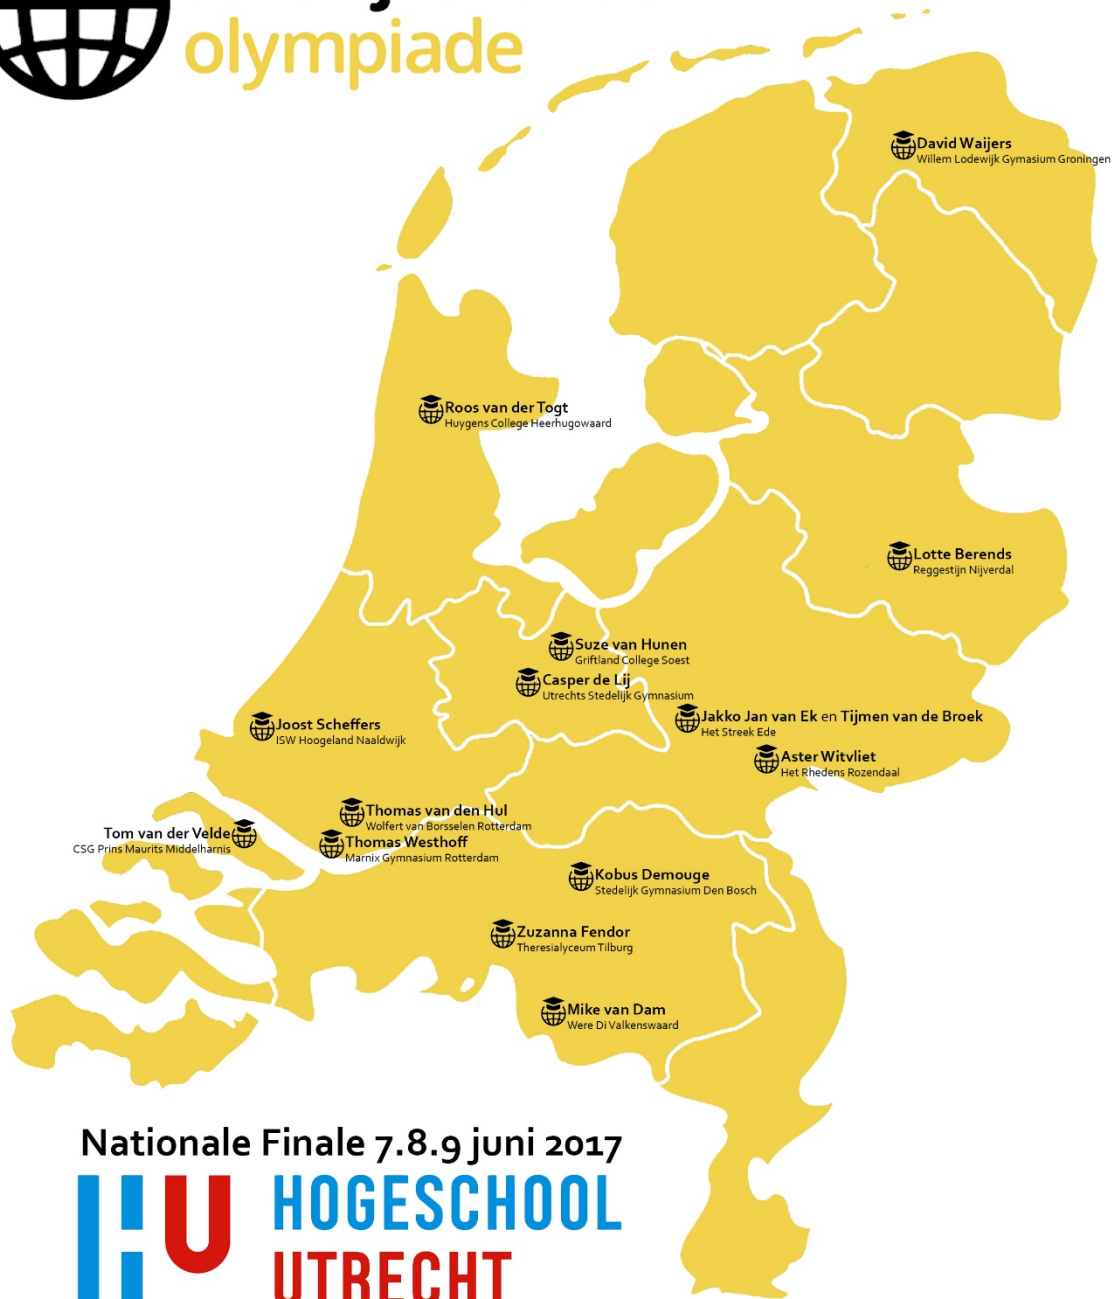 olympiade
David Waijers
Willem Lodewijk Gymasium Groningen
Roos van der Togt
Huygens College Heerhugowaard
Lotte Berends
Reggestijn Nijverdal
Suze van Hunen
Griftland College Soest
Casper de Lij
Utrechts Stedelijk Gymnasium
Jakko Jan van Ek en Tijmen van de Broek
Het Streek Ede
Joost Scheffers
ISW Hoogeland Naaldwijk
Aster Witvliet
Het Rhedens Rozendaal
Thomas van den Hul
Wolfert van Borsselen Rotterdam
Tom van der Velde
CSG Prins Maurits Middelharnis
Thomas Westhoff
Marnix Gymnasium Rotterdam
Kobus Demouge
Stedelijk Gymnasium Den Bosch
Zuzanna Fendor
Theresialyceum Tilburg
Mike van Dam
Were Di Valkenswaard
Nationale Finale 7.8.9 juni 2017
HU HOGESCHOOL
UTRECHT